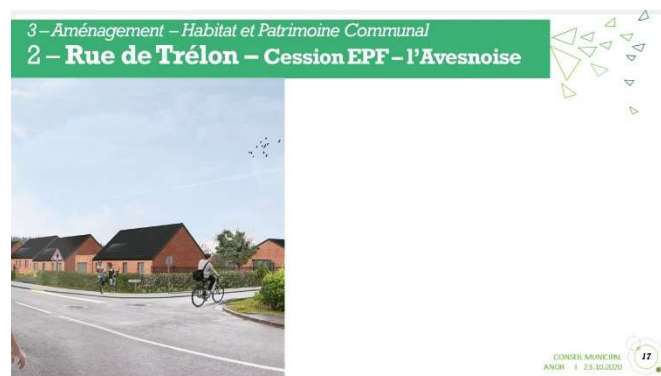 3 – Aménagement – Habitat et Patrimoine Communal
2 – Rue de Trélon – Cession EPF – l'Avesnoise
CONSEIL MUNICIPAL
ANOR I 23.10.2020
17